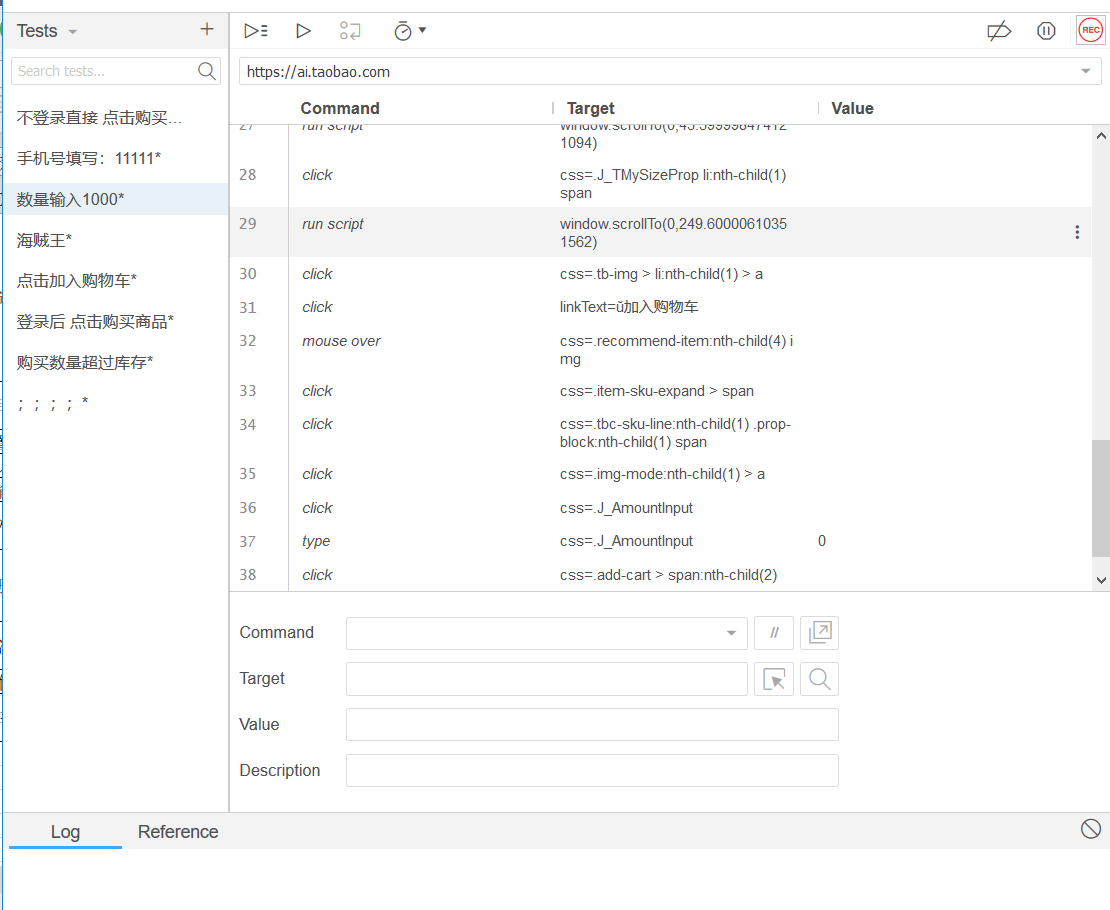 Tests
+
REC
Search tests...
https://ai.taobao.com
Command Target Value
不登录直接 点击购买...
手机号填写：11111*
数量输入1000*
海贼王*
点击加入购物车*
登录后 点击购买商品*
购买数量超过库存*
；；；；*
27 run script window.scrollTo(0,45.59999847412
1094)
28 click css=.J_TMySizeProp li:nth-child(1)
span
29 run script window.scrollTo(0,249.6000061035
1562)
30 click css=.tb-img > li:nth-child(1) > a
31 click linkText=ŭ加入购物车
32 mouse over css=.recommend-item:nth-child(4) i
mg
33 click css=.item-sku-expand > span
34 click css=.tbc-sku-line:nth-child(1) .prop-
block:nth-child(1) span
35 click css=.img-mode:nth-child(1) > a
36 click css=.J_AmountInput
37 type css=.J_AmountInput 0
38 click css=.add-cart > span:nth-child(2)
Command //
Target
Value
Description
Log Reference